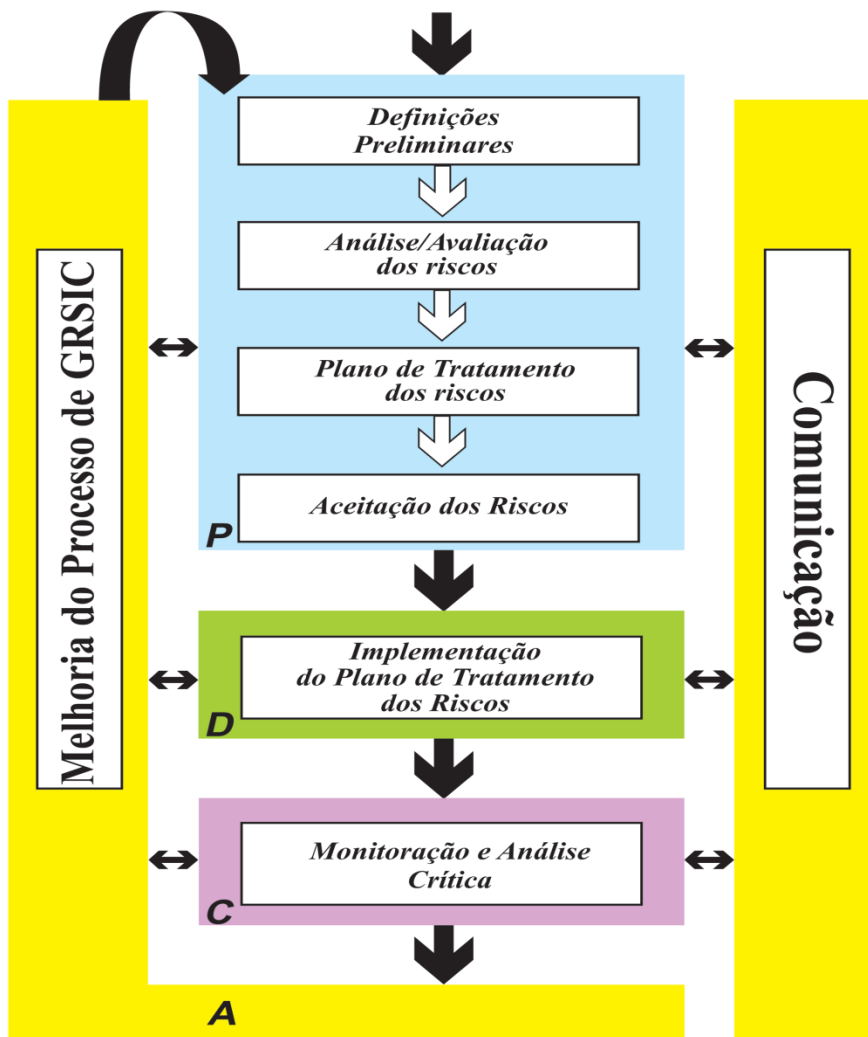 Definições
Preliminares
Análise/Avaliação
dos riscos
Plano de Tratamento
dos riscos
Aceitação dos Riscos
P
Implementação
do Plano de Tratamento
dos Riscos
D
Monitoração e Análise
Crítica
C
A
Melhoria do Processo de GRSIC
Comunicação